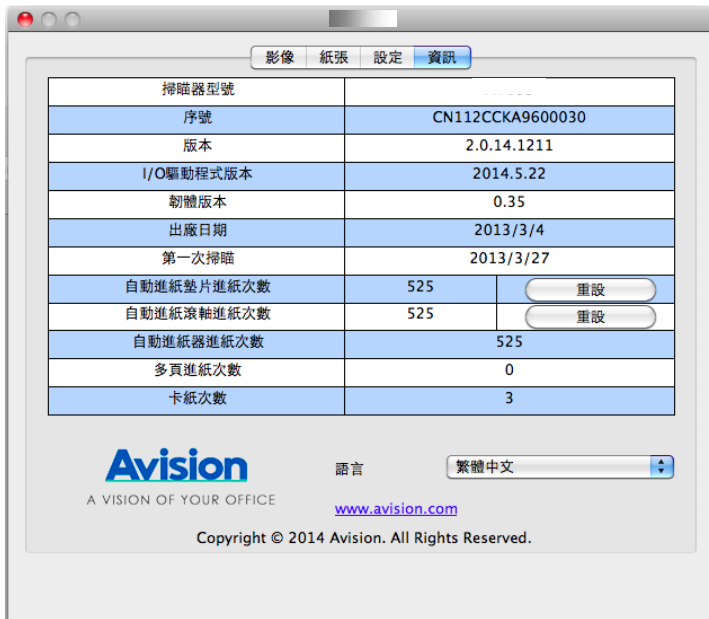 影像 紙張 設定 資訊
掃瞄器型號
序號 CN112CCKA9600030
版本 2.0.14.1211
I/O驅動程式版本 2014.5.22
韌體版本 0.35
出廠日期 2013/3/4
第一次掃瞄 2013/3/27
自動進紙墊片進紙次數 525 重設
自動進紙滾軸進紙次數 525 重設
自動進紙器進紙次數 525
多頁進紙次數 0
卡紙次數 3
Avision
A VISION OF YOUR OFFICE
語言 繁體中文
www.avision.com
Copyright © 2014 Avision. All Rights Reserved.